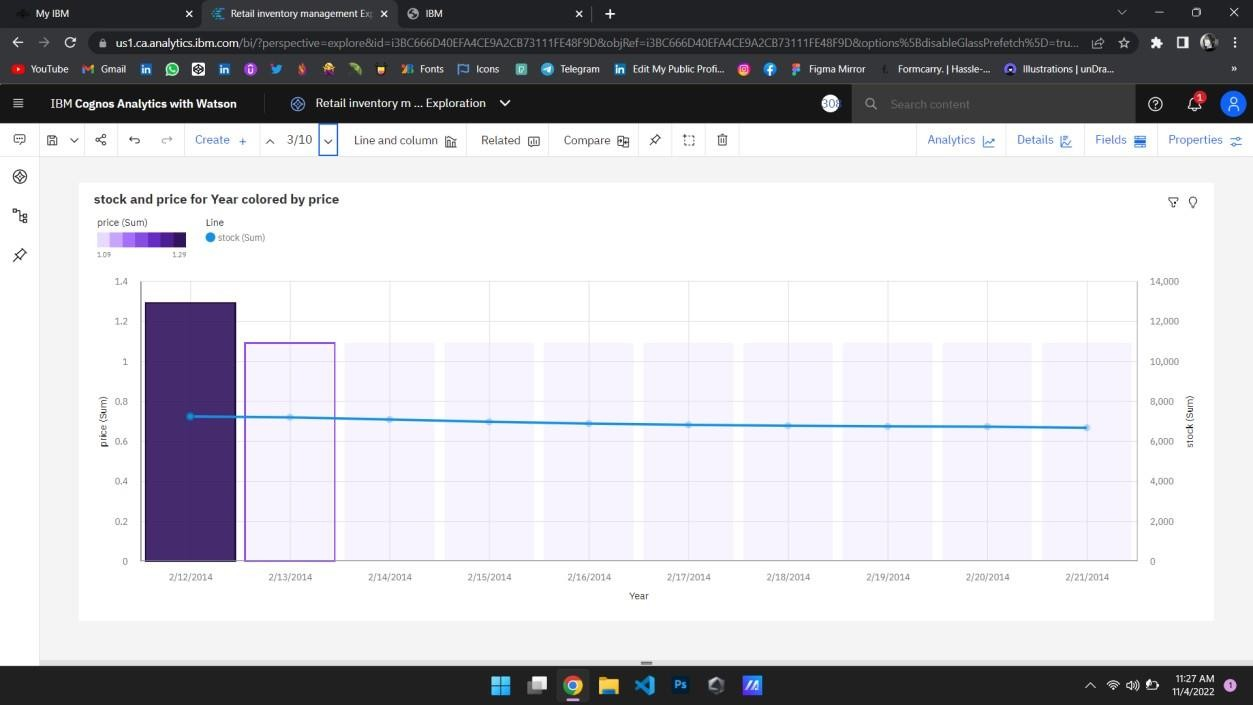 My IBM
Retail inventory management Exp
IBM
us1.ca.analytics.ibm.com/bi/?perspective=explore&id=i3BC666D40EFA4CE9A2CB73111FE48F9D&objRef=i3BC666D40EFA4CE9A2CB73111FE48F9D&options%5BdisableGlassPrefetch%5D=tru...
YouTube Gmail Fonts Icons Telegram Edit My Public Profi... Figma Mirror Formcarry. | Hassle-... Illustrations | unDra...
IBM Cognos Analytics with Watson Retail inventory m ... Exploration 308 Search content 1
Create 3/10 Line and column Related Compare Analytics Details Fields Properties
stock and price for Year colored by price
price (Sum) Line
stock (Sum)
1.09 1.29
1.4 14,000
1.2 12,000
1 10,000
0.8 8,000
price (Sum) stock (Sum)
0.6 6,000
0.4 4,000
0.2 2,000
0 0
2/12/2014 2/13/2014 2/14/2014 2/15/2014 2/16/2014 2/17/2014 2/18/2014 2/19/2014 2/20/2014 2/21/2014
Year
Ps
11:27 AM
11/4/2022
1